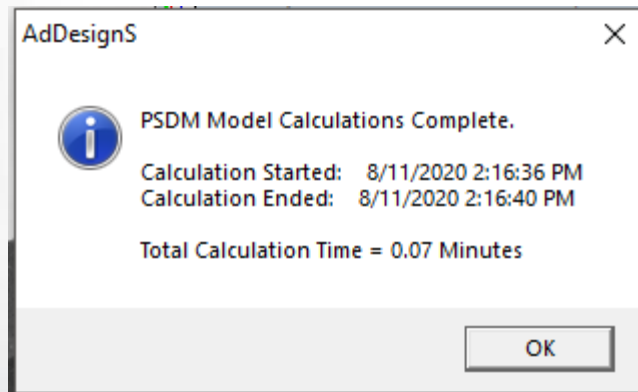 AdDesignS
PSDM Model Calculations Complete.
Calculation Started: 8/11/2020 2:16:36 PM
Calculation Ended: 8/11/2020 2:16:40 PM
Total Calculation Time = 0.07 Minutes
OK